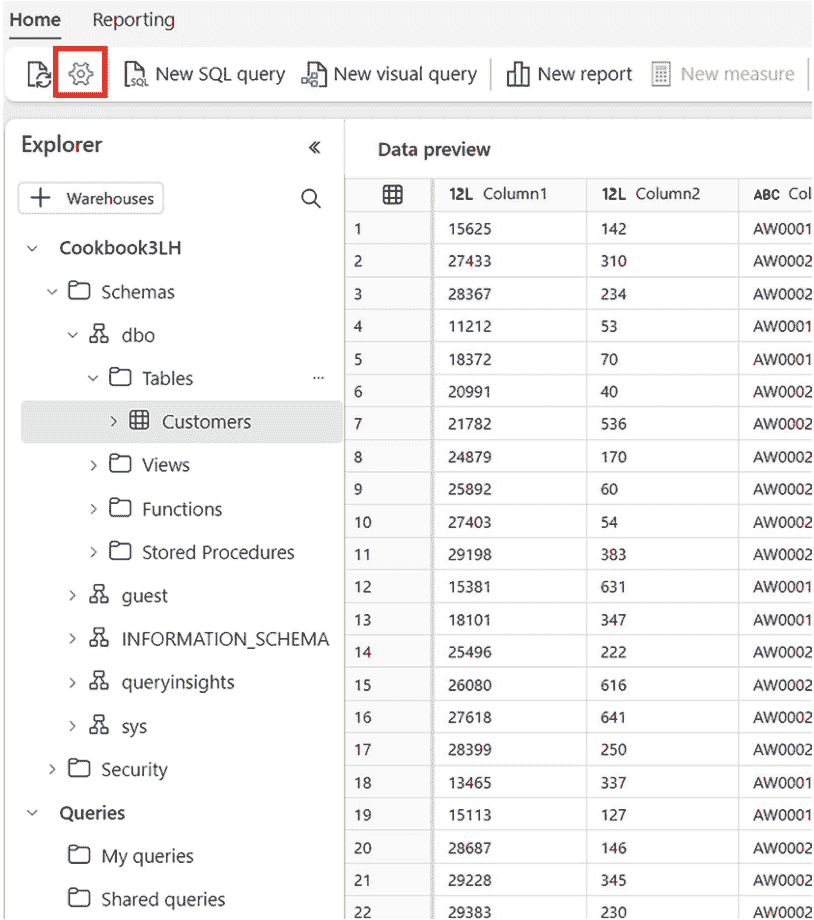 Home Reporting
SQL New SQL query New visual query New report New measure
Explorer «
+ Warehouses
Cookbook3LH
Schemas
dbo
Tables ...
Customers
Views
Functions
Stored Procedures
guest
INFORMATION_SCHEMA
queryinsights
sys
Security
Queries
My queries
Shared queries
Data preview
12L Column1 12L Column2 ABC Col
1 15625 142 AW0001
2 27433 310 AW0002
3 28367 234 AW0002
4 11212 53 AW0001
5 18372 70 AW0001
6 20991 40 AW0002
7 21782 536 AW0002
8 24879 170 AW0002
9 25892 60 AW0002
10 27403 54 AW0002
11 29198 383 AW0002
12 15381 631 AW0001
13 18101 347 AW0001
14 25496 222 AW0002
15 26080 616 AW0002
16 27618 641 AW0002
17 28399 250 AW0002
18 13465 337 AW0001
19 15113 127 AW0001
20 28687 146 AW0002
21 29228 345 AW0002
22 29383 230 AW0002